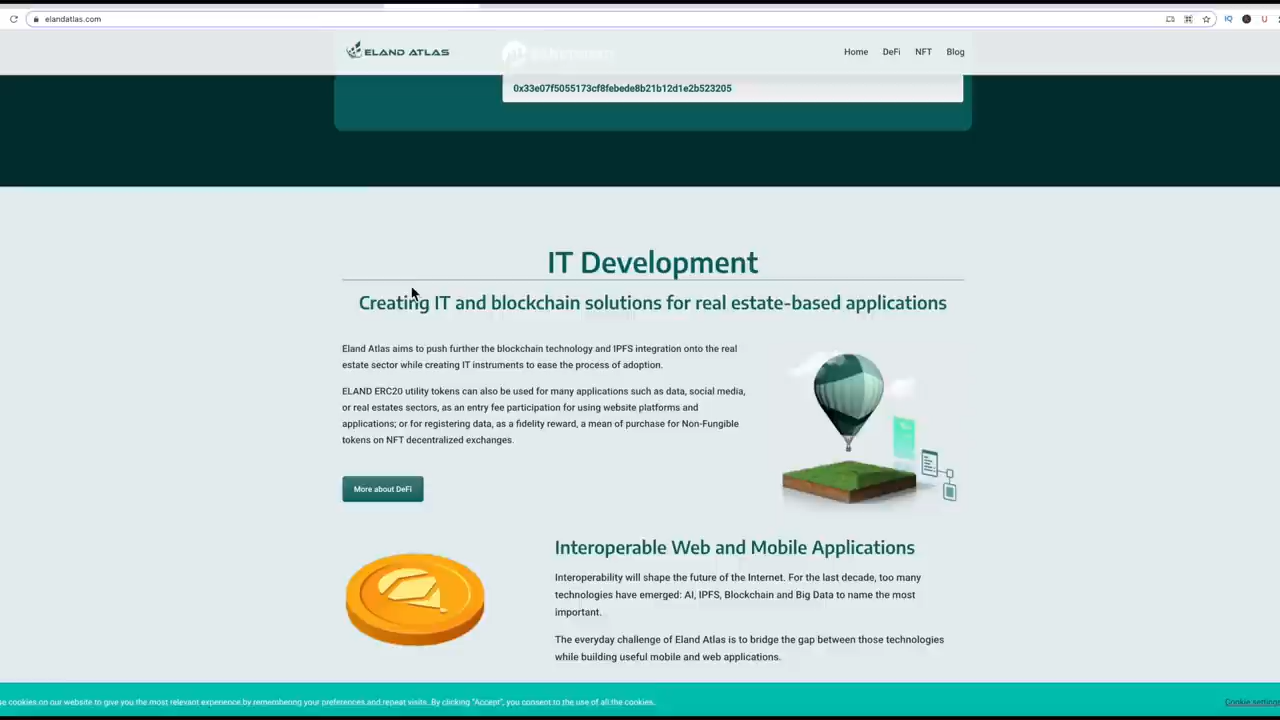 elandatlas.com
ELAND ATLAS
Home DeFi NFT Blog
0x33e07f5055173cf8febede8b21b12d1e2b523205
IT Development
Creating IT and blockchain solutions for real estate-based applications
Eland Atlas aims to push further the blockchain technology and IPFS integration onto the real
estate sector while creating IT instruments to ease the process of adoption.
ELAND ERC20 utility tokens can also be used for many applications such as data, social media,
or real estates sectors, as an entry fee participation for using website platforms and
applications; or for registering data, as a fidelity reward, a mean of purchase for Non-Fungible
tokens on NFT decentralized exchanges.
More about DeFi
Interoperable Web and Mobile Applications
Interoperability will shape the future of the Internet. For the last decade, too many
technologies have emerged: AI, IPFS, Blockchain and Big Data to name the most
important.
The everyday challenge of Eland Atlas is to bridge the gap between those technologies
while building useful mobile and web applications.
se cookies on our website to give you the most relevant experience by remembering your preferences and repeat visits. By clicking "Accept", you consent to the use of all the cookies.
Cookie settings